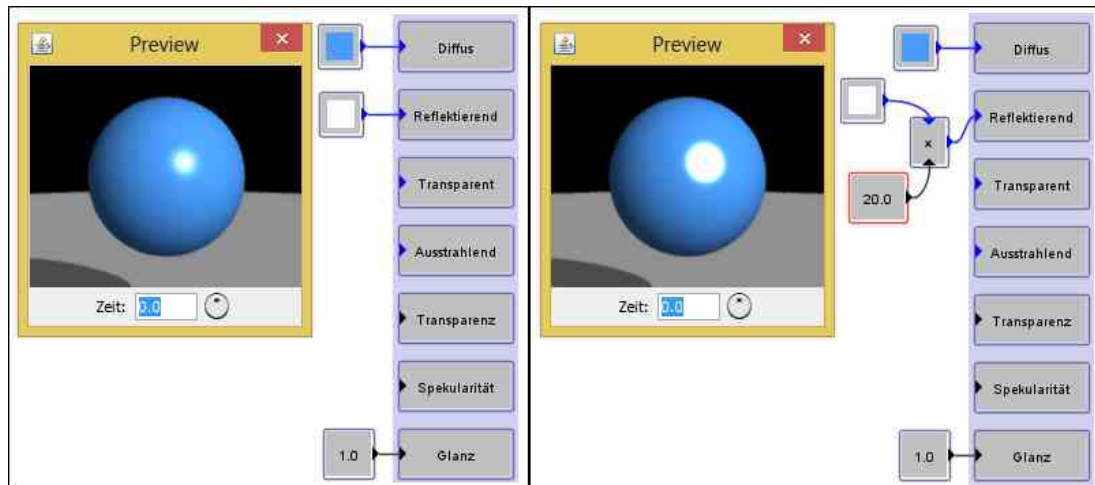 Preview
Zeit: 0.0
Diffus
Reflektierend
Transparent
Ausstrahlend
Transparenz
Spekularität
1.0
Glanz
Preview
Zeit: 0.0
Diffus
x
Reflektierend
20.0
Transparent
Ausstrahlend
Transparenz
Spekularität
1.0
Glanz